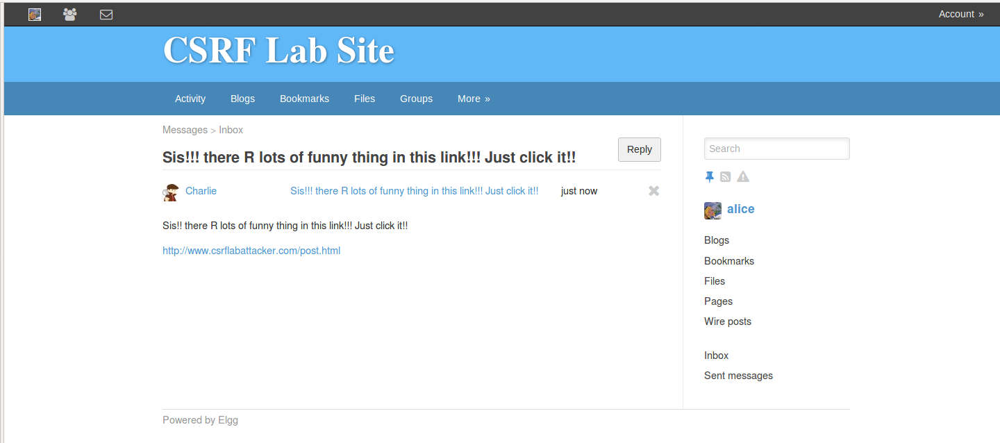 Account »
CSRF Lab Site
Activity Blogs Bookmarks Files Groups More »
Messages > Inbox
Sis!!! there R lots of funny thing in this link!!! Just click it!!
Reply
Charlie Sis!!! there R lots of funny thing in this link!!! Just click it!! just now
Sis!! there R lots of funny thing in this link!!! Just click it!!
http://www.csrflabattacker.com/post.html
Search
alice
Blogs
Bookmarks
Files
Pages
Wire posts
Inbox
Sent messages
Powered by Elgg